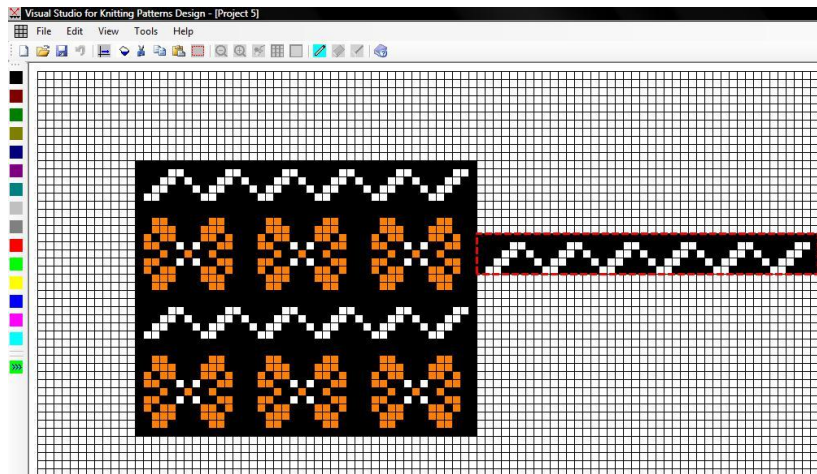 Visual Studio for Knitting Patterns Design - [Project 5]
File Edit View Tools Help
>>>